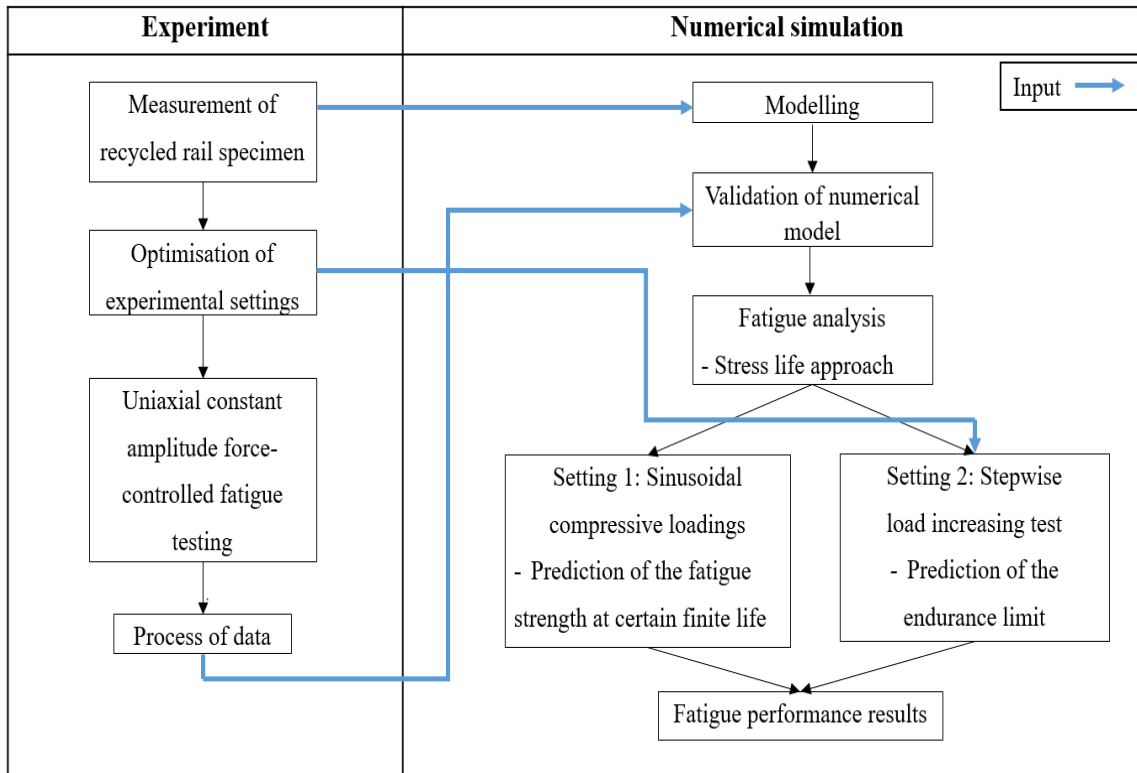 Experiment
Numerical simulation
Input
Measurement of
recycled rail specimen
Optimisation of
experimental settings
Uniaxial constant
amplitude force-
controlled fatigue
testing
Process of data
Modelling
Validation of numerical
model
Fatigue analysis
- Stress life approach
Setting 1: Sinusoidal
compressive loadings
- Prediction of the fatigue
strength at certain finite life
Setting 2: Stepwise
load increasing test
- Prediction of the
endurance limit
Fatigue performance results